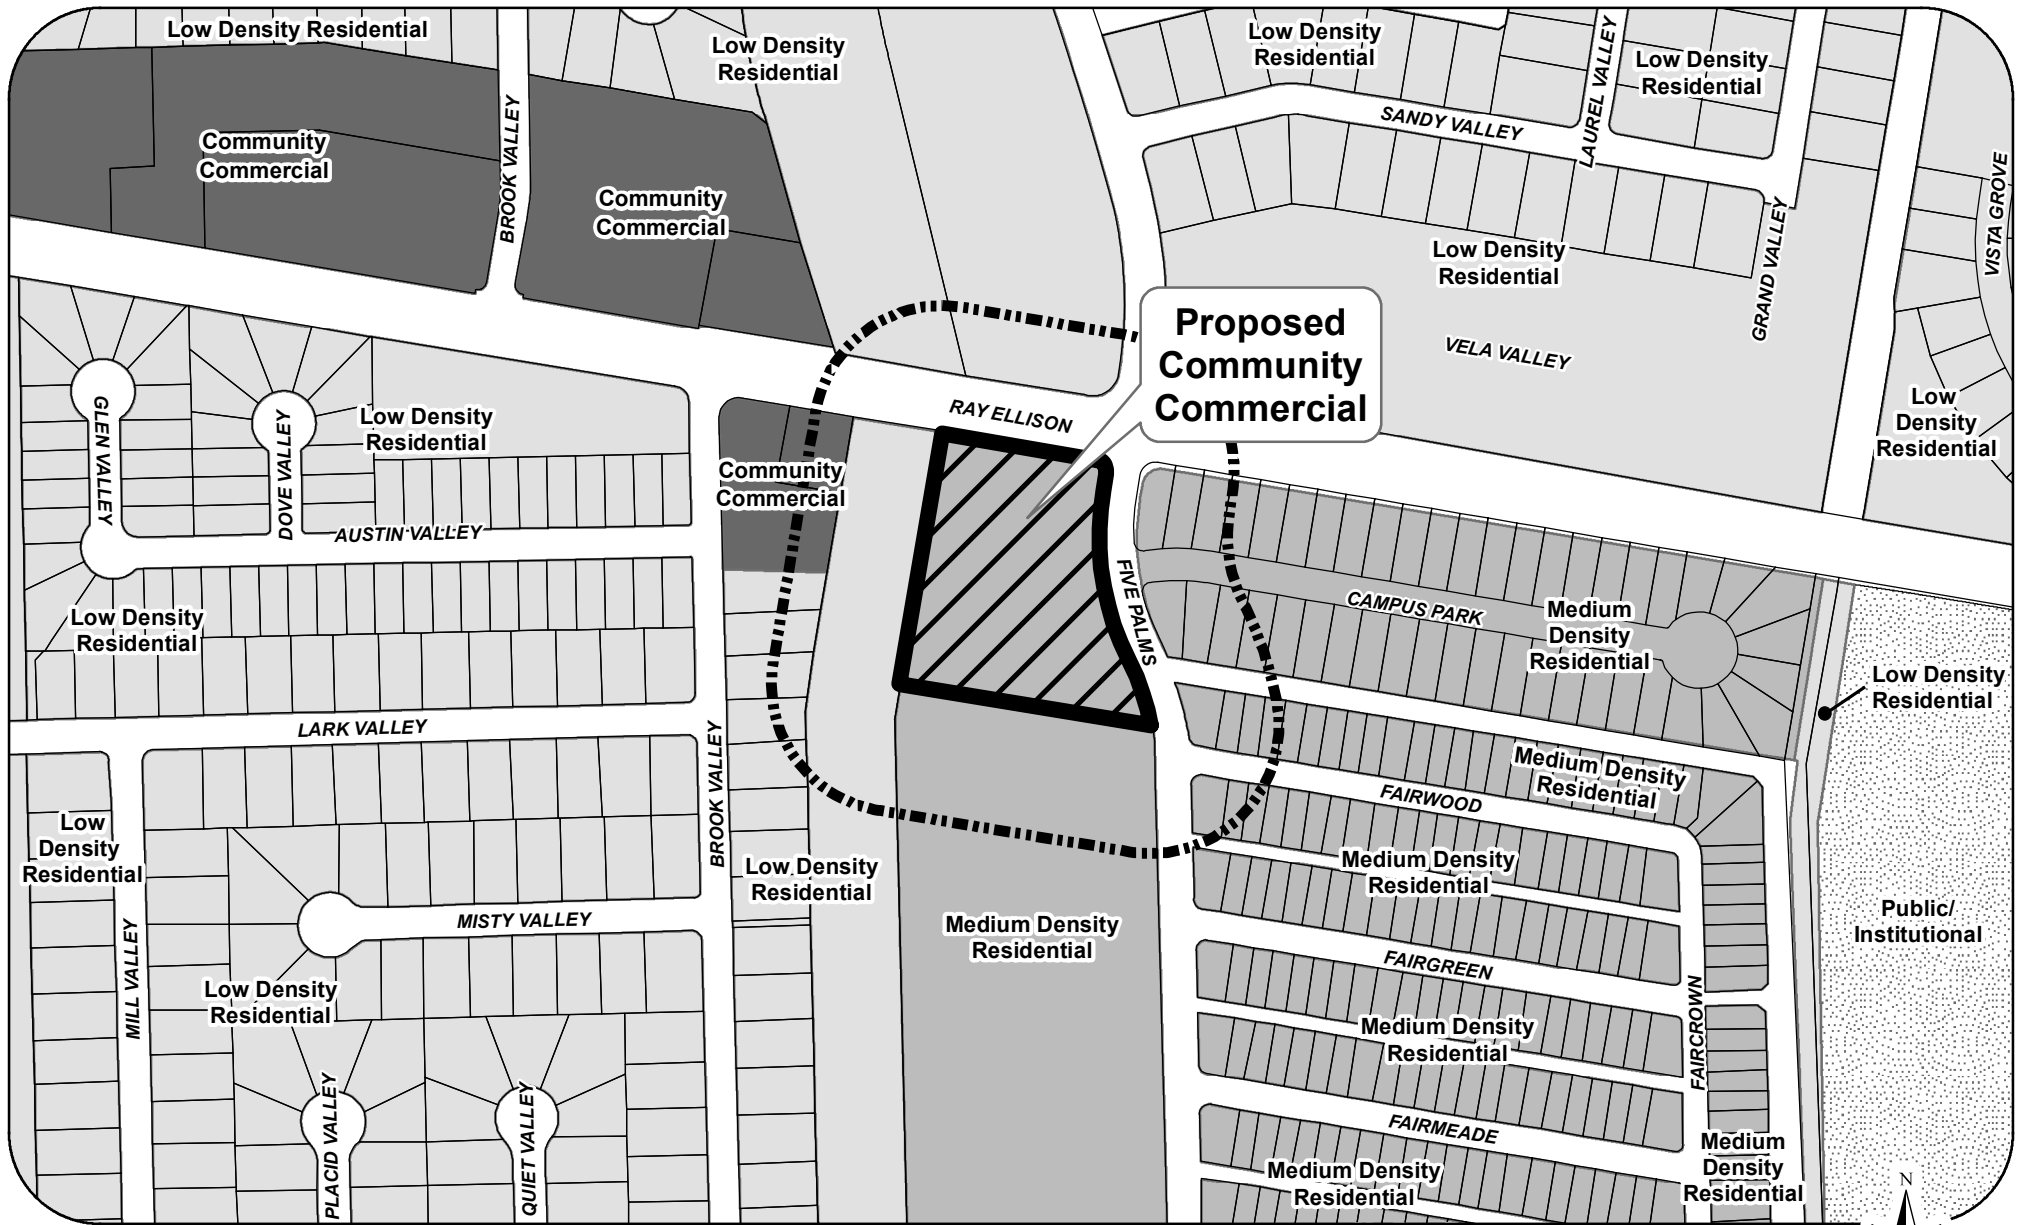 Low Density Residential
Low Density
Residential
Low Density
Residential
Low Density
Residential
LAUREL VALLEY
SANDY VALLEY
Community
Commercial
BROOK VALLEY
Community
Commercial
Low Density
Residential
GRAND VALLEY
VISTA GROVE
Proposed
Community
Commercial
VELA VALLEY
Low
Density
Residential
GLEN VALLEY
DOVE VALLEY
Low Density
Residential
RAY ELLISON
Community
Commercial
AUSTIN VALLEY
FIVE PALMS
Low Density
Residential
CAMPUS PARK
Medium
Density
Residential
Low Density
Residential
LARK VALLEY
BROOK VALLEY
Medium Density
Residential
FAIRWOOD
Low
Density
Residential
Low Density
Residential
Medium Density
Residential
MISTY VALLEY
Medium Density
Residential
Public/
Institutional
MILL VALLEY
Low Density
Residential
FAIRGREEN
FAIRCROWN
Medium Density
Residential
PLACID VALLEY
QUIET VALLEY
FAIRMEADE
Medium Density
Residential
Medium
Density
Residential
N